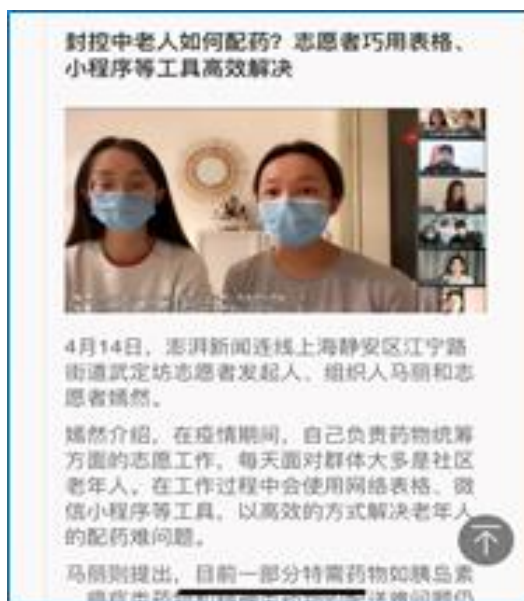 封控中老人如何配药？志愿者巧用表格、
小程序等工具高效解决
4月14日，澎湃新闻连线上海静安区江宁路
街道武定坊志愿者发起人、组织人马丽和志
愿者嫣然。
嫣然介绍，在疫情期间，自己负责药物统筹
方面的志愿工作，每天面对群体大多是社区
老年人，在工作过程中会使用网络表格、微
信小程序等工具，以高效的方式解决老年人
的配药难问题。
马丽则提出，目前一部分特需药物如胰岛素